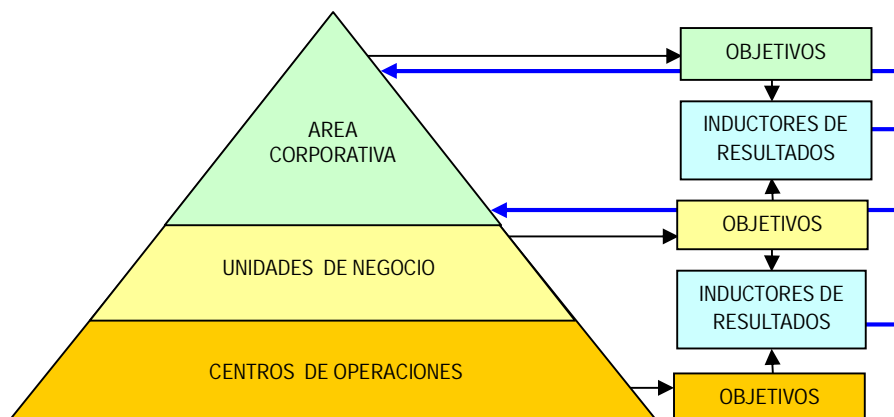 AREA
CORPORATIVA
UNIDADES DE NEGOCIO
CENTROS DE OPERACIONES
OBJETIVOS
INDUCTORES DE
RESULTADOS
OBJETIVOS
INDUCTORES DE
RESULTADOS
OBJETIVOS